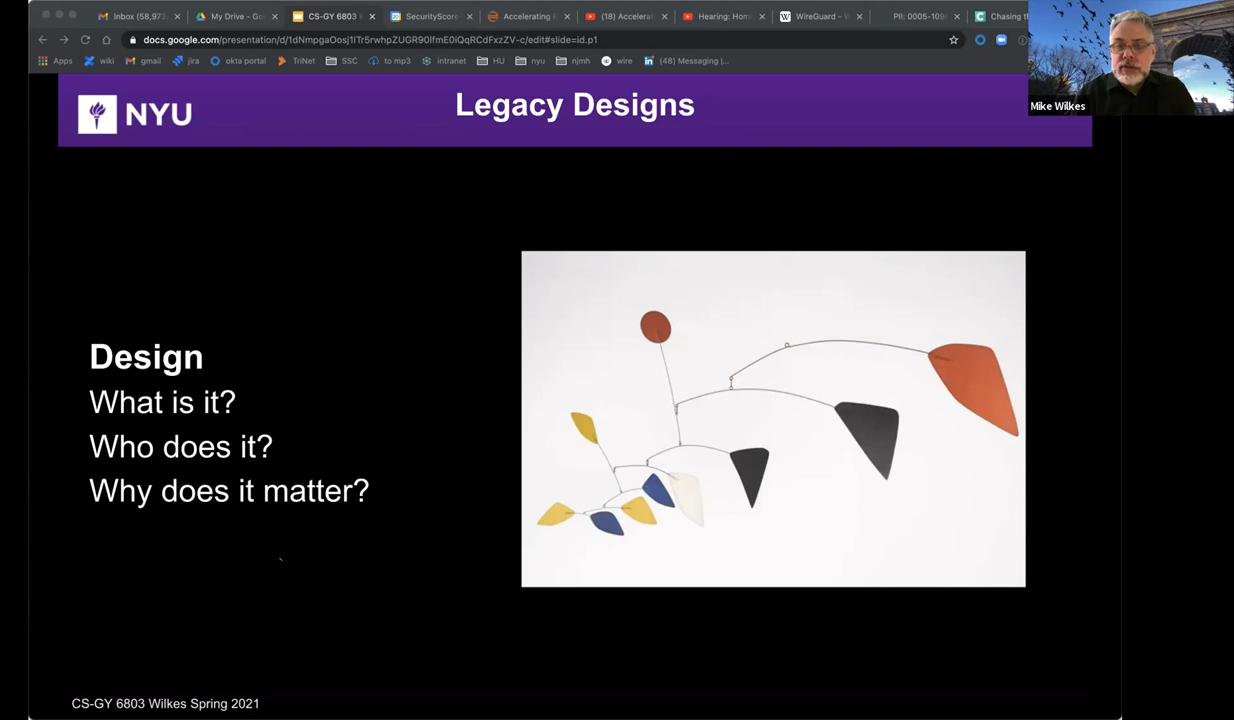 Inbox (58,973
My Drive - Go
CS-GY 6803
SecurityScore
Accelerating
(18) Accelera
Hearing: Hom
WireGuard - W
PII: 0005-109
Chasing th
docs.google.com/presentation/d/1dNmpgaOosj1ITr5rwhpZUGR90IfmE0iQqRCdFxzZV-c/edit#slide=id.p1
Apps
wiki
gmail
jira
okta portal
TriNet
SSC
to mp3
intranet
HU
nyu
njmh
wire
(48) Messaging |...
Mike Wilkes
NYU
Legacy Designs
Design
What is it?
Who does it?
Why does it matter?
CS-GY 6803 Wilkes Spring 2021